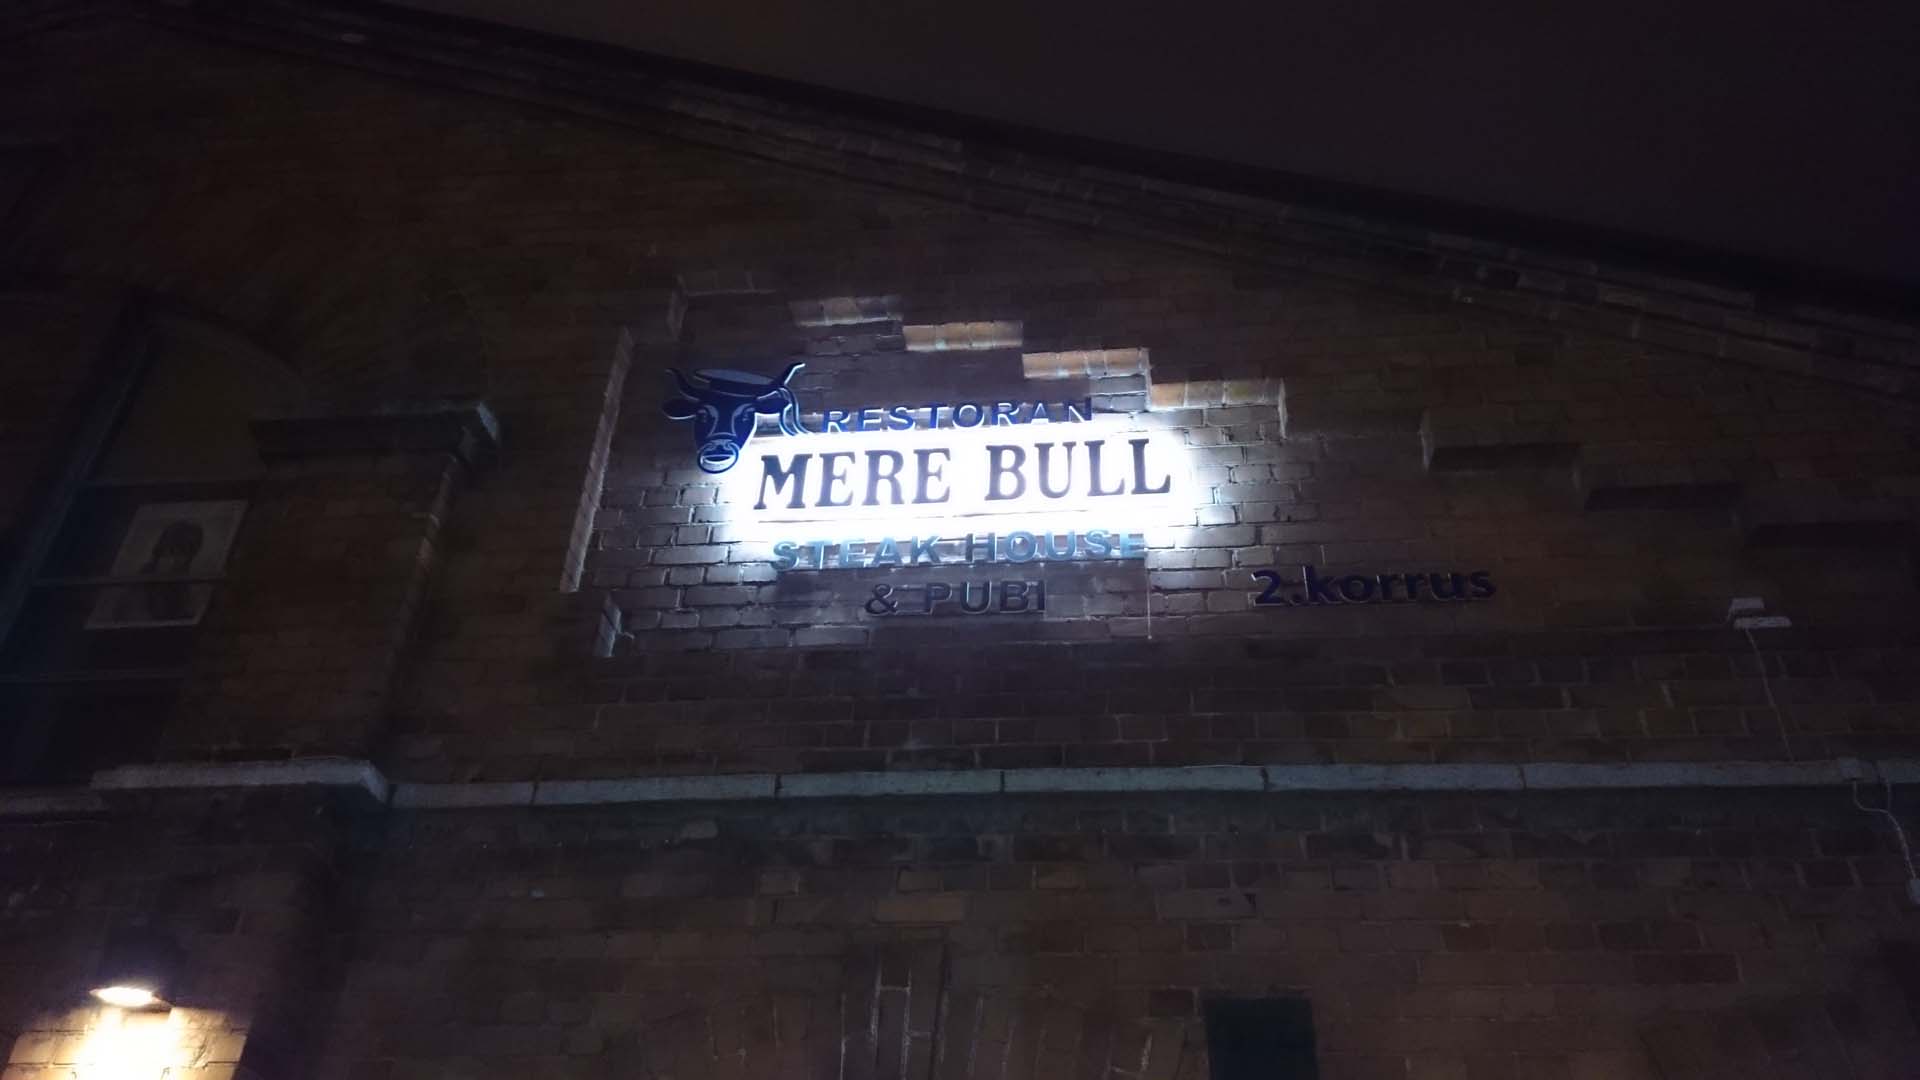 RESTORAN
MERE BULL
STEAK HOUSE
& PUBI
2.korrus